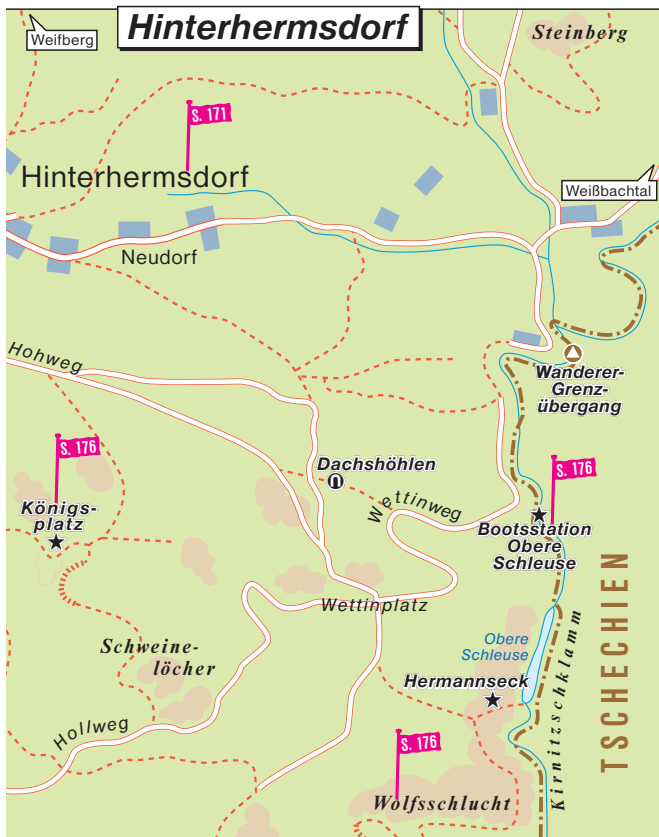 Hinterhermsdorf
Weifberg
Steinberg
S. 171
Hinterhermsdorf
Weißbachtal
Neudorf
Hohweg
Wanderer-
Grenz-
übergang
S. 176
Dachshöhlen
S. 176
Königs-
platz
Wettinweg
Bootsstation
Obere
Schleuse
TSCHECHIEN
Wettinplatz
Obere
Schleuse
Schweine-
löcher
Hermannseck
Kirnitzschklamm
Hollweg
S. 176
Wolfsschlucht